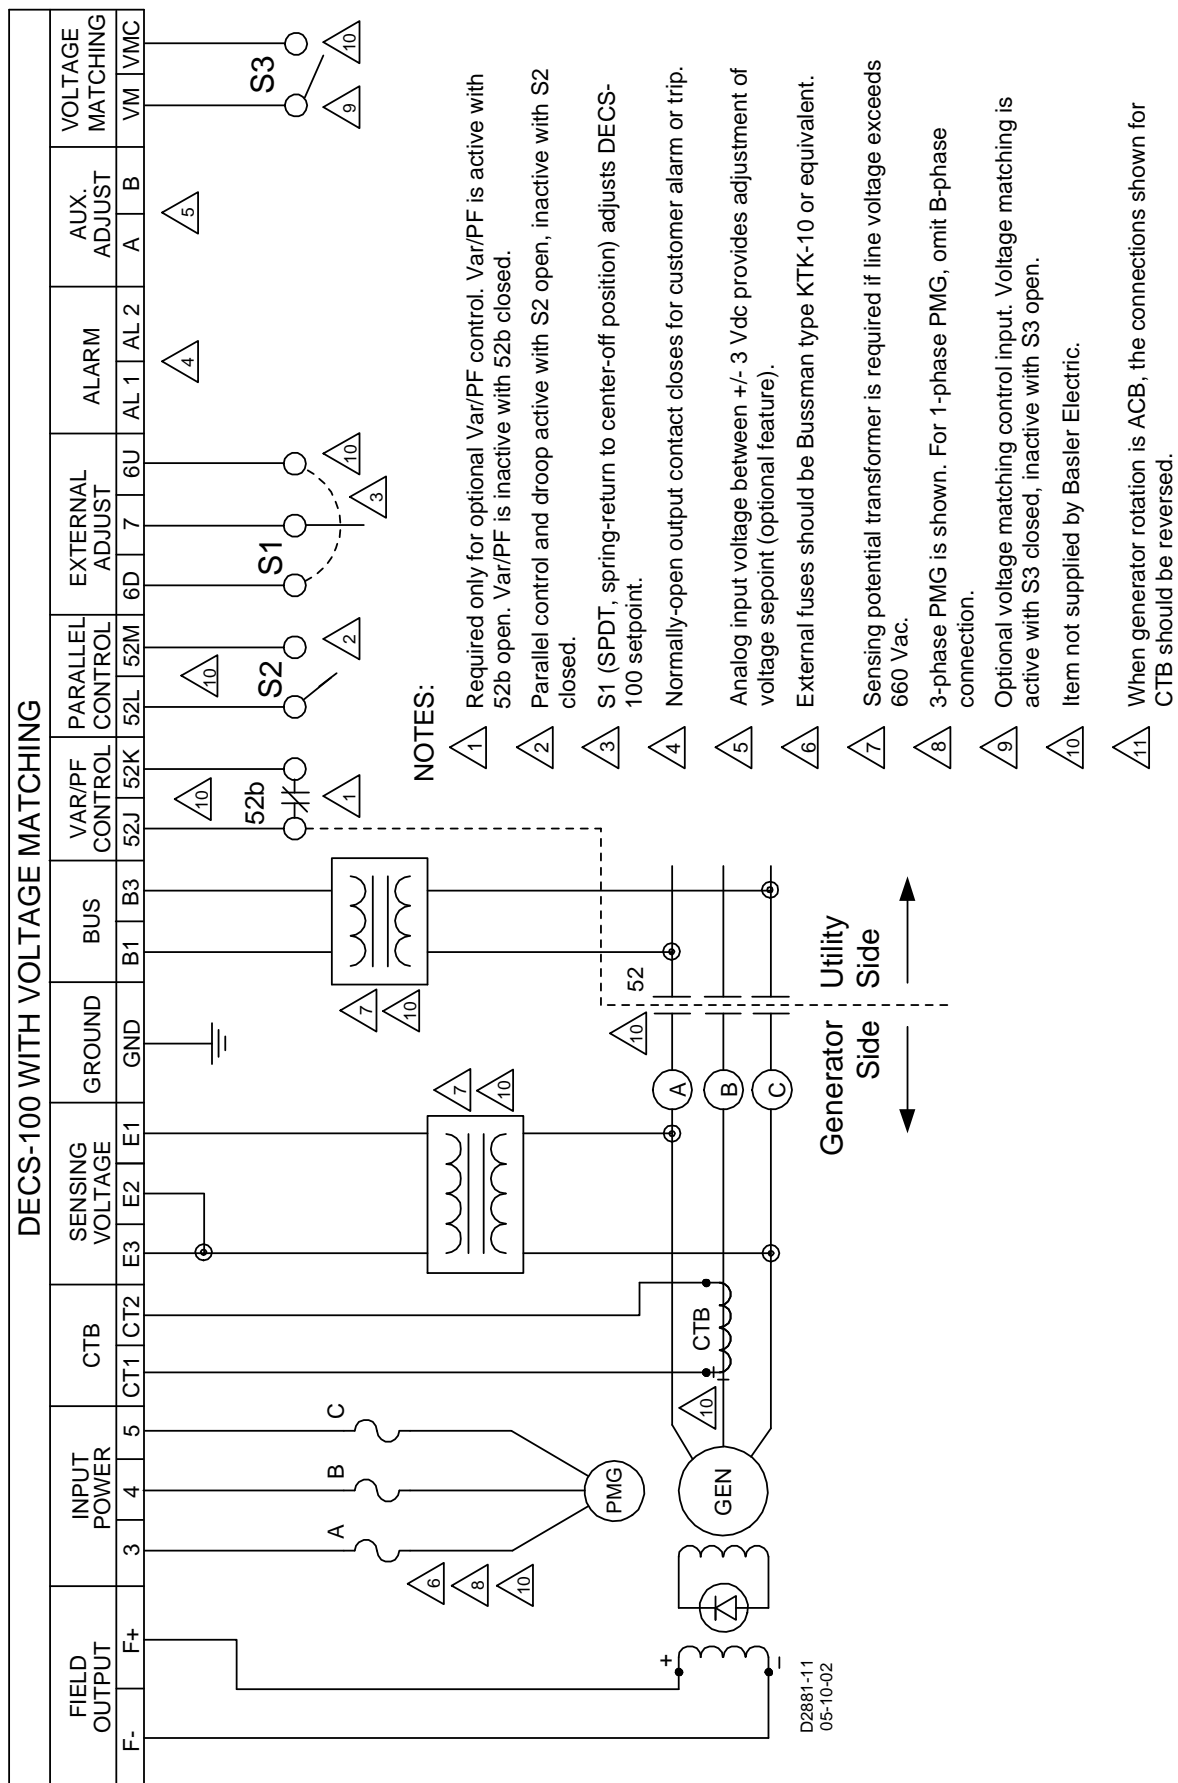 DECS-100 WITH VOLTAGE MATCHING
FIELD
OUTPUT
INPUT
POWER
CTB
SENSING
VOLTAGE
GROUND
BUS
VAR/PF
CONTROL
PARALLEL
CONTROL
EXTERNAL
ADJUST
ALARM
AUX.
ADJUST
VOLTAGE
MATCHING
F- F+ 3 4 5 CT1 CT2 E3 E2 E1 GND B1 B3 52J 52K 52L 52M 6D 7 6U AL 1 AL 2 A B VM VMC
A B C
6 8 10
PMG
GEN
+
-
CTB
10
7 10
7 10
10
52
A
B
C
Generator
Side
Utility
Side
10
52b
1
10
S2
2
S1
10
3
4
5
S3
9
10
NOTES:
1 Required only for optional Var/PF control. Var/PF is active with
52b open. Var/PF is inactive with 52b closed.
2 Parallel control and droop active with S2 open, inactive with S2
closed.
3 S1 (SPDT, spring-return to center-off position) adjusts DECS-
100 setpoint.
4 Normally-open output contact closes for customer alarm or trip.
5 Analog input voltage between +/- 3 Vdc provides adjustment of
voltage sepoint (optional feature).
6 External fuses should be Bussman type KTK-10 or equivalent.
7 Sensing potential transformer is required if line voltage exceeds
660 Vac.
8 3-phase PMG is shown. For 1-phase PMG, omit B-phase
connection.
9 Optional voltage matching control input. Voltage matching is
active with S3 closed, inactive with S3 open.
10 Item not supplied by Basler Electric.
11 When generator rotation is ACB, the connections shown for
CTB should be reversed.
D2881-11
05-10-02